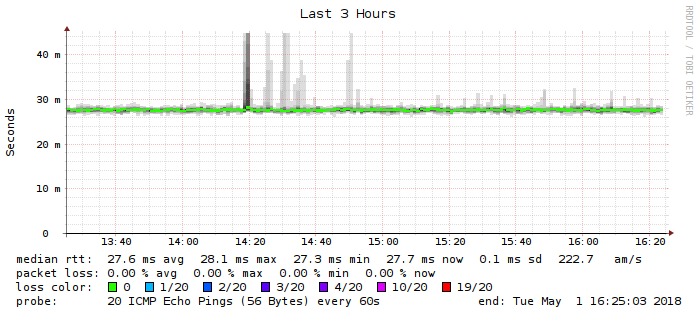 Last 3 Hours
RRDTOOL / TOBI OETIKER
Seconds
40 m
30 m
20 m
10 m
0
13:40 14:00 14:20 14:40 15:00 15:20 15:40 16:00 16:20
median rtt: 27.6 ms avg 28.1 ms max 27.3 ms min 27.7 ms now 0.1 ms sd 222.7 am/s
packet loss: 0.00 % avg 0.00 % max 0.00 % min 0.00 % now
loss color: 0 1/20 2/20 3/20 4/20 10/20 19/20
probe: 20 ICMP Echo Pings (56 Bytes) every 60s end: Tue May 1 16:25:03 2018